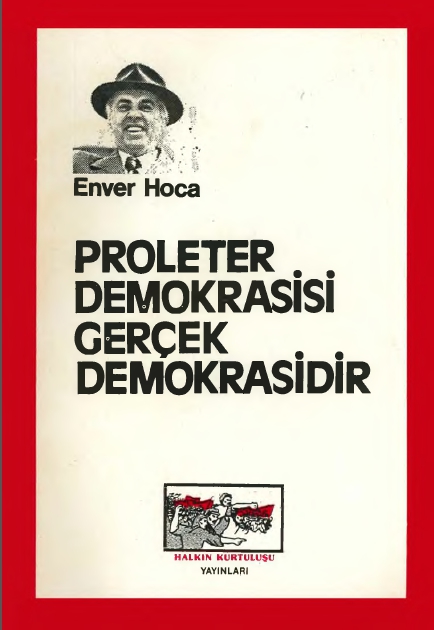 Enver Hoca
PROLETER
DEMOKRASİSİ
GERÇEK
DEMOKRASİDİR
HALKIN KURTULUŞU
YAYINLARI